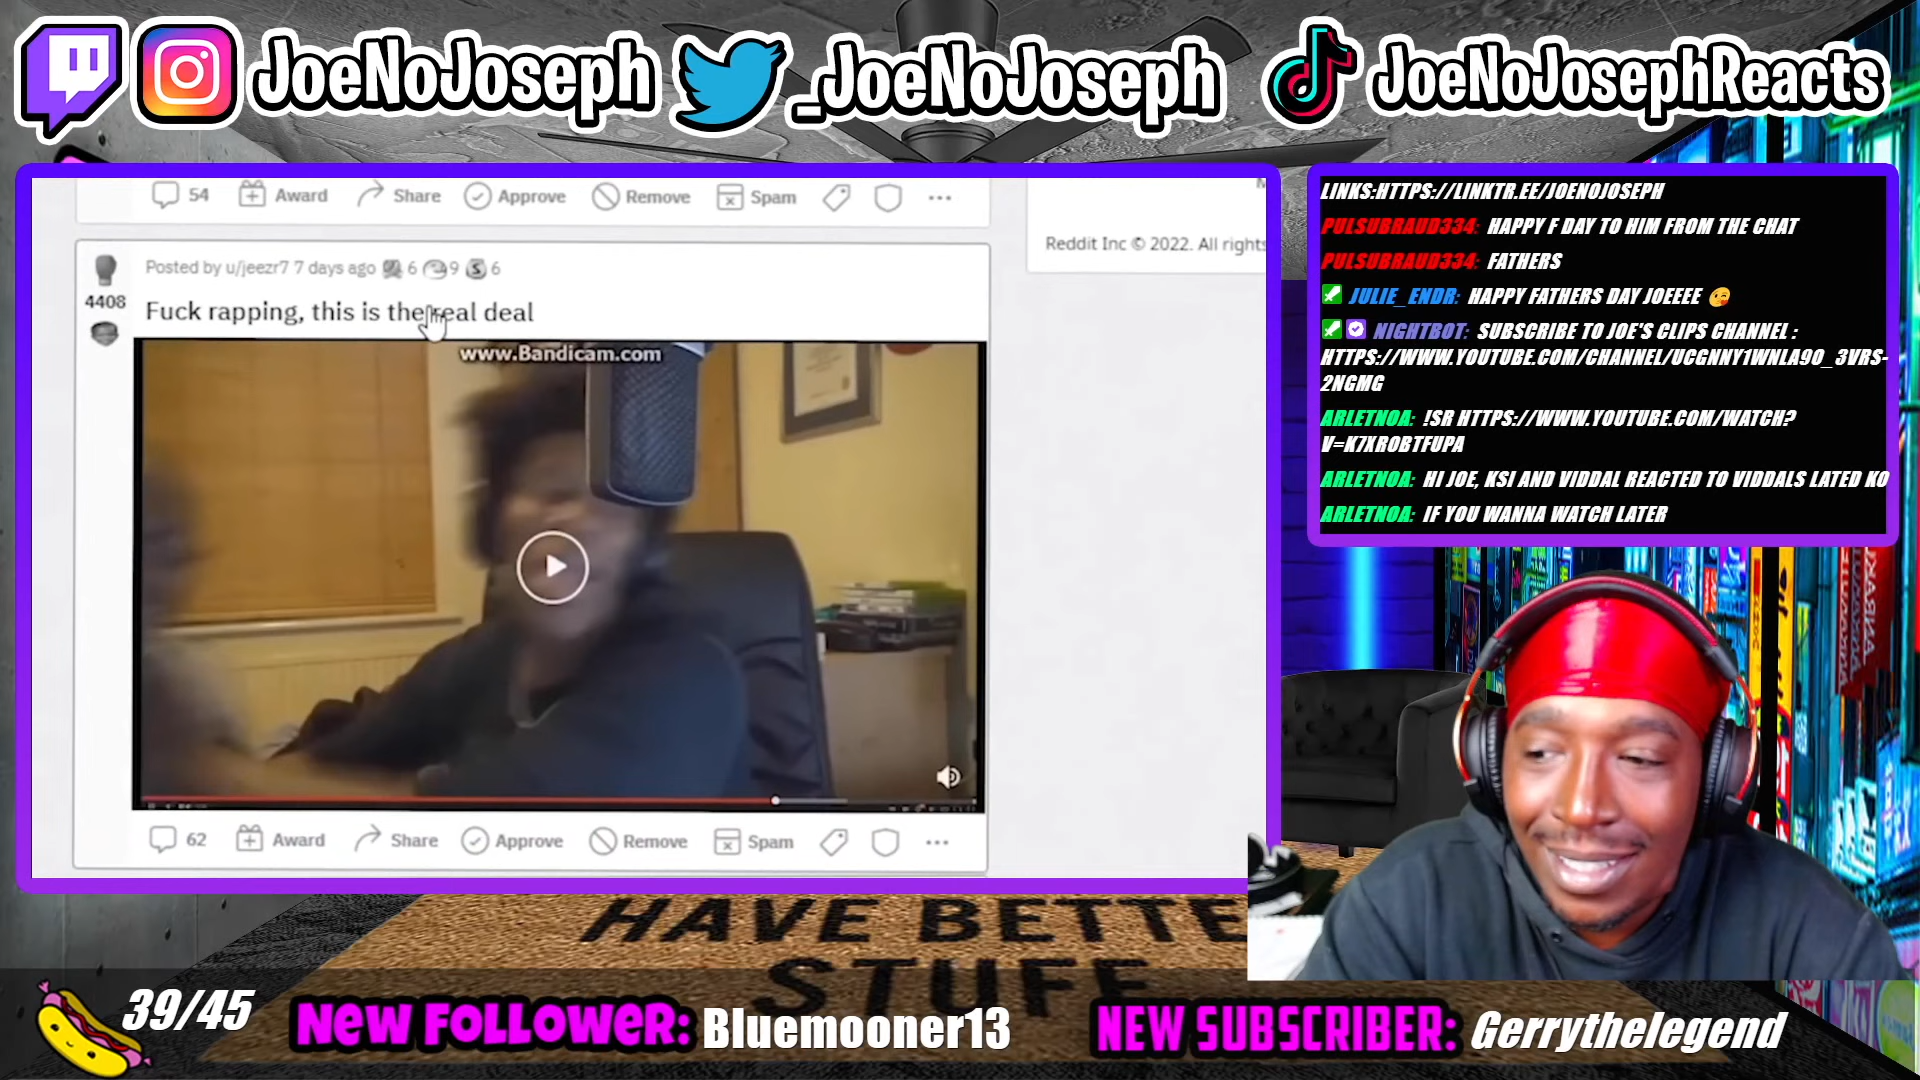 JoeNoJoseph
_JoeNoJoseph
JoeNoJosephReacts
54 Award Share Approve Remove Spam
Reddit Inc © 2022. All rights
Posted by u/jeezr7 7 days ago 6 9 6
4408
Fuck rapping, this is the real deal
www.Bandicam.com
62 Award Share Approve Remove Spam
LINKS:HTTPS://LINKTR.EE/JOENOJOSEPH
PULSUBRAUD334: HAPPY F DAY TO HIM FROM THE CHAT
PULSUBRAUD334: FATHERS
JULIE_ENDR: HAPPY FATHERS DAY JOEEEE 😘
NIGHTBOT: SUBSCRIBE TO JOE'S CLIPS CHANNEL :
HTTPS://WWW.YOUTUBE.COM/CHANNEL/UCGNNY1WNLA9O_3VRS-
2NGMG
ARLETNOA: !SR HTTPS://WWW.YOUTUBE.COM/WATCH?
V=K7XROBTFUPA
ARLETNOA: HI JOE, KSI AND VIDDAL REACTED TO VIDDALS LATED KO
ARLETNOA: IF YOU WANNA WATCH LATER
HAVE BETTE
STUFF
39/45
NEW FOLLOWER: Bluemooner13
NEW SUBSCRIBER: Gerrythelegend